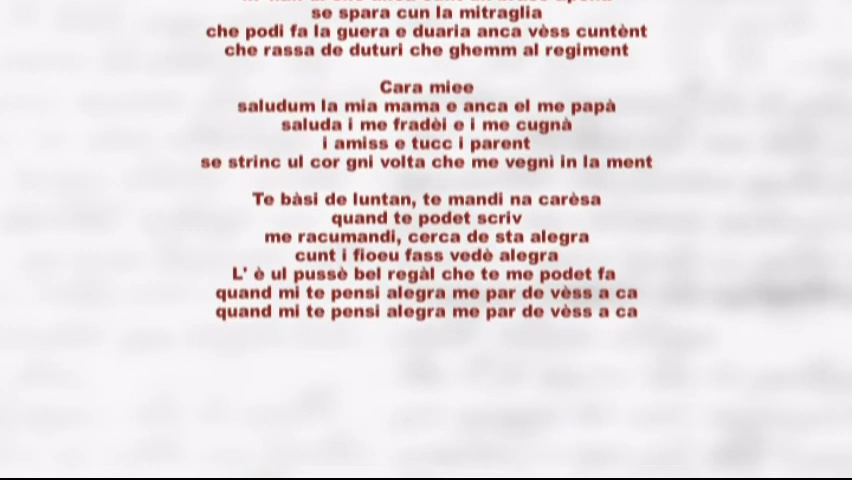 se spara cun la mitraglia
che podi fa la guera e duaria anca vèss cuntènt
che rassa de duturi che ghemm al regiment
Cara miee
saludum la mia mama e anca el me papà
saluda i me fradèi e i me cugnà
i amiss e tucc i parent
se strinc ul cor gni volta che me vegnì in la ment
Te bàsi de luntan, te mandi na carèsa
quand te podet scriv
me racumandi, cerca de sta alegra
cunt i fioeu fass vedè alegra
L' è ul pussè bel regàl che te me podet fa
quand mi te pensi alegra me par de vèss a ca
quand mi te pensi alegra me par de vèss a ca